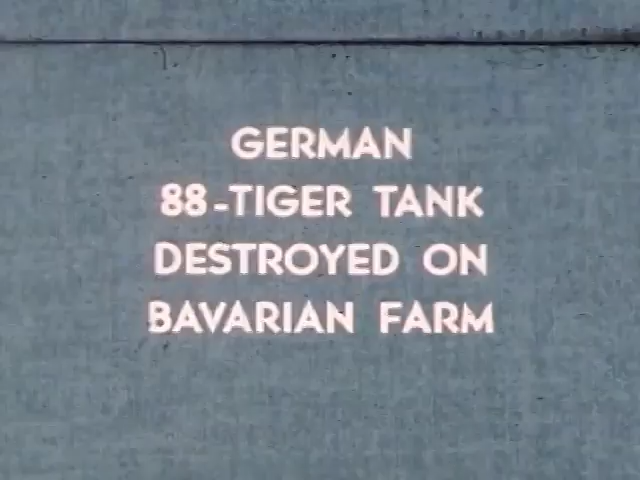 GERMAN
88-TIGER TANK
DESTROYED ON
BAVARIAN FARM